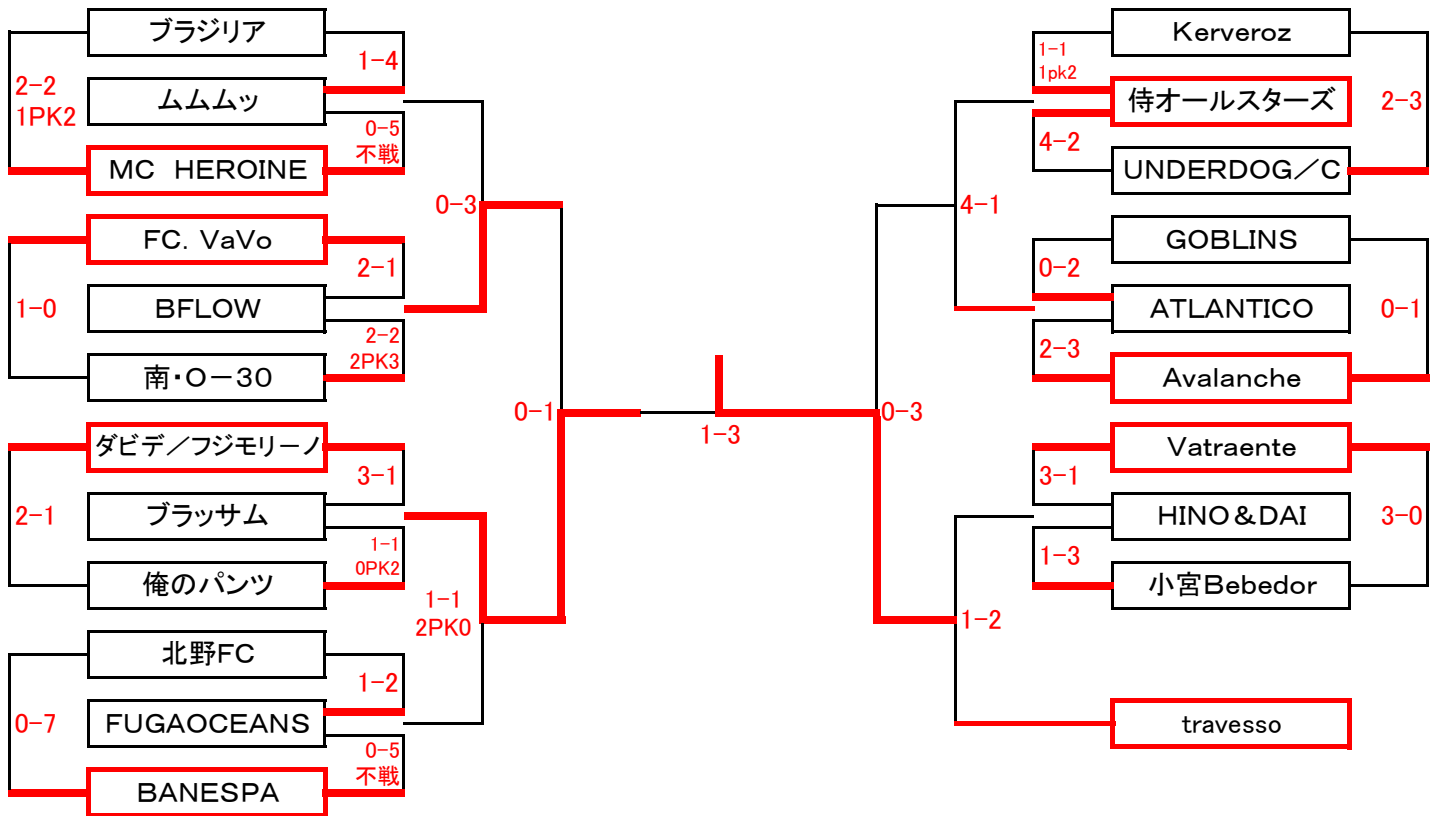 ブラジリア
1-4
2-2
1PK2
ムムムッ
0-5
不戦
MC HEROINE
0-3
FC. VaVo
2-1
1-0
BFLOW
2-2
2PK3
南・O－30
0-1
ダビデ／フジモリーノ
3-1
2-1
ブラッサム
1-1
0PK2
俺のパンツ
1-1
2PK0
北野FC
1-2
0-7
FUGAOCEANS
0-5
不戦
BANESPA
1-3
Kerveroz
1-1
1pk2
侍オールスターズ
2-3
4-2
UNDERDOG／C
4-1
GOBLINS
0-2
ATLANTICO
0-1
2-3
Avalanche
0-3
Vatraente
3-1
HINO＆DAI
3-0
1-3
小宮Bebedor
1-2
travesso